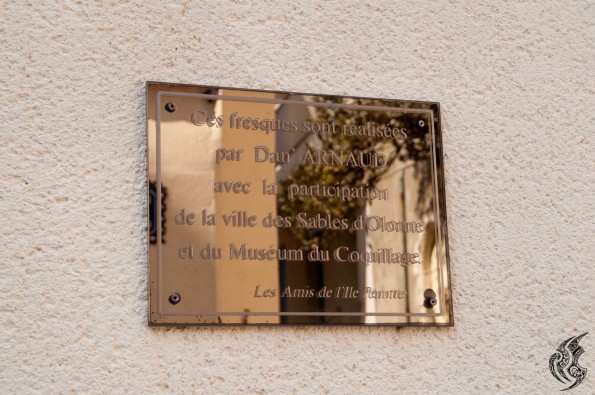 Ces fresques sont réalisées
par Dan' ARNAUD
avec la participation
de la ville des Sables d'Olonne
et du Muséum du Coquillage.
Les Amis de l'Ile Penotte